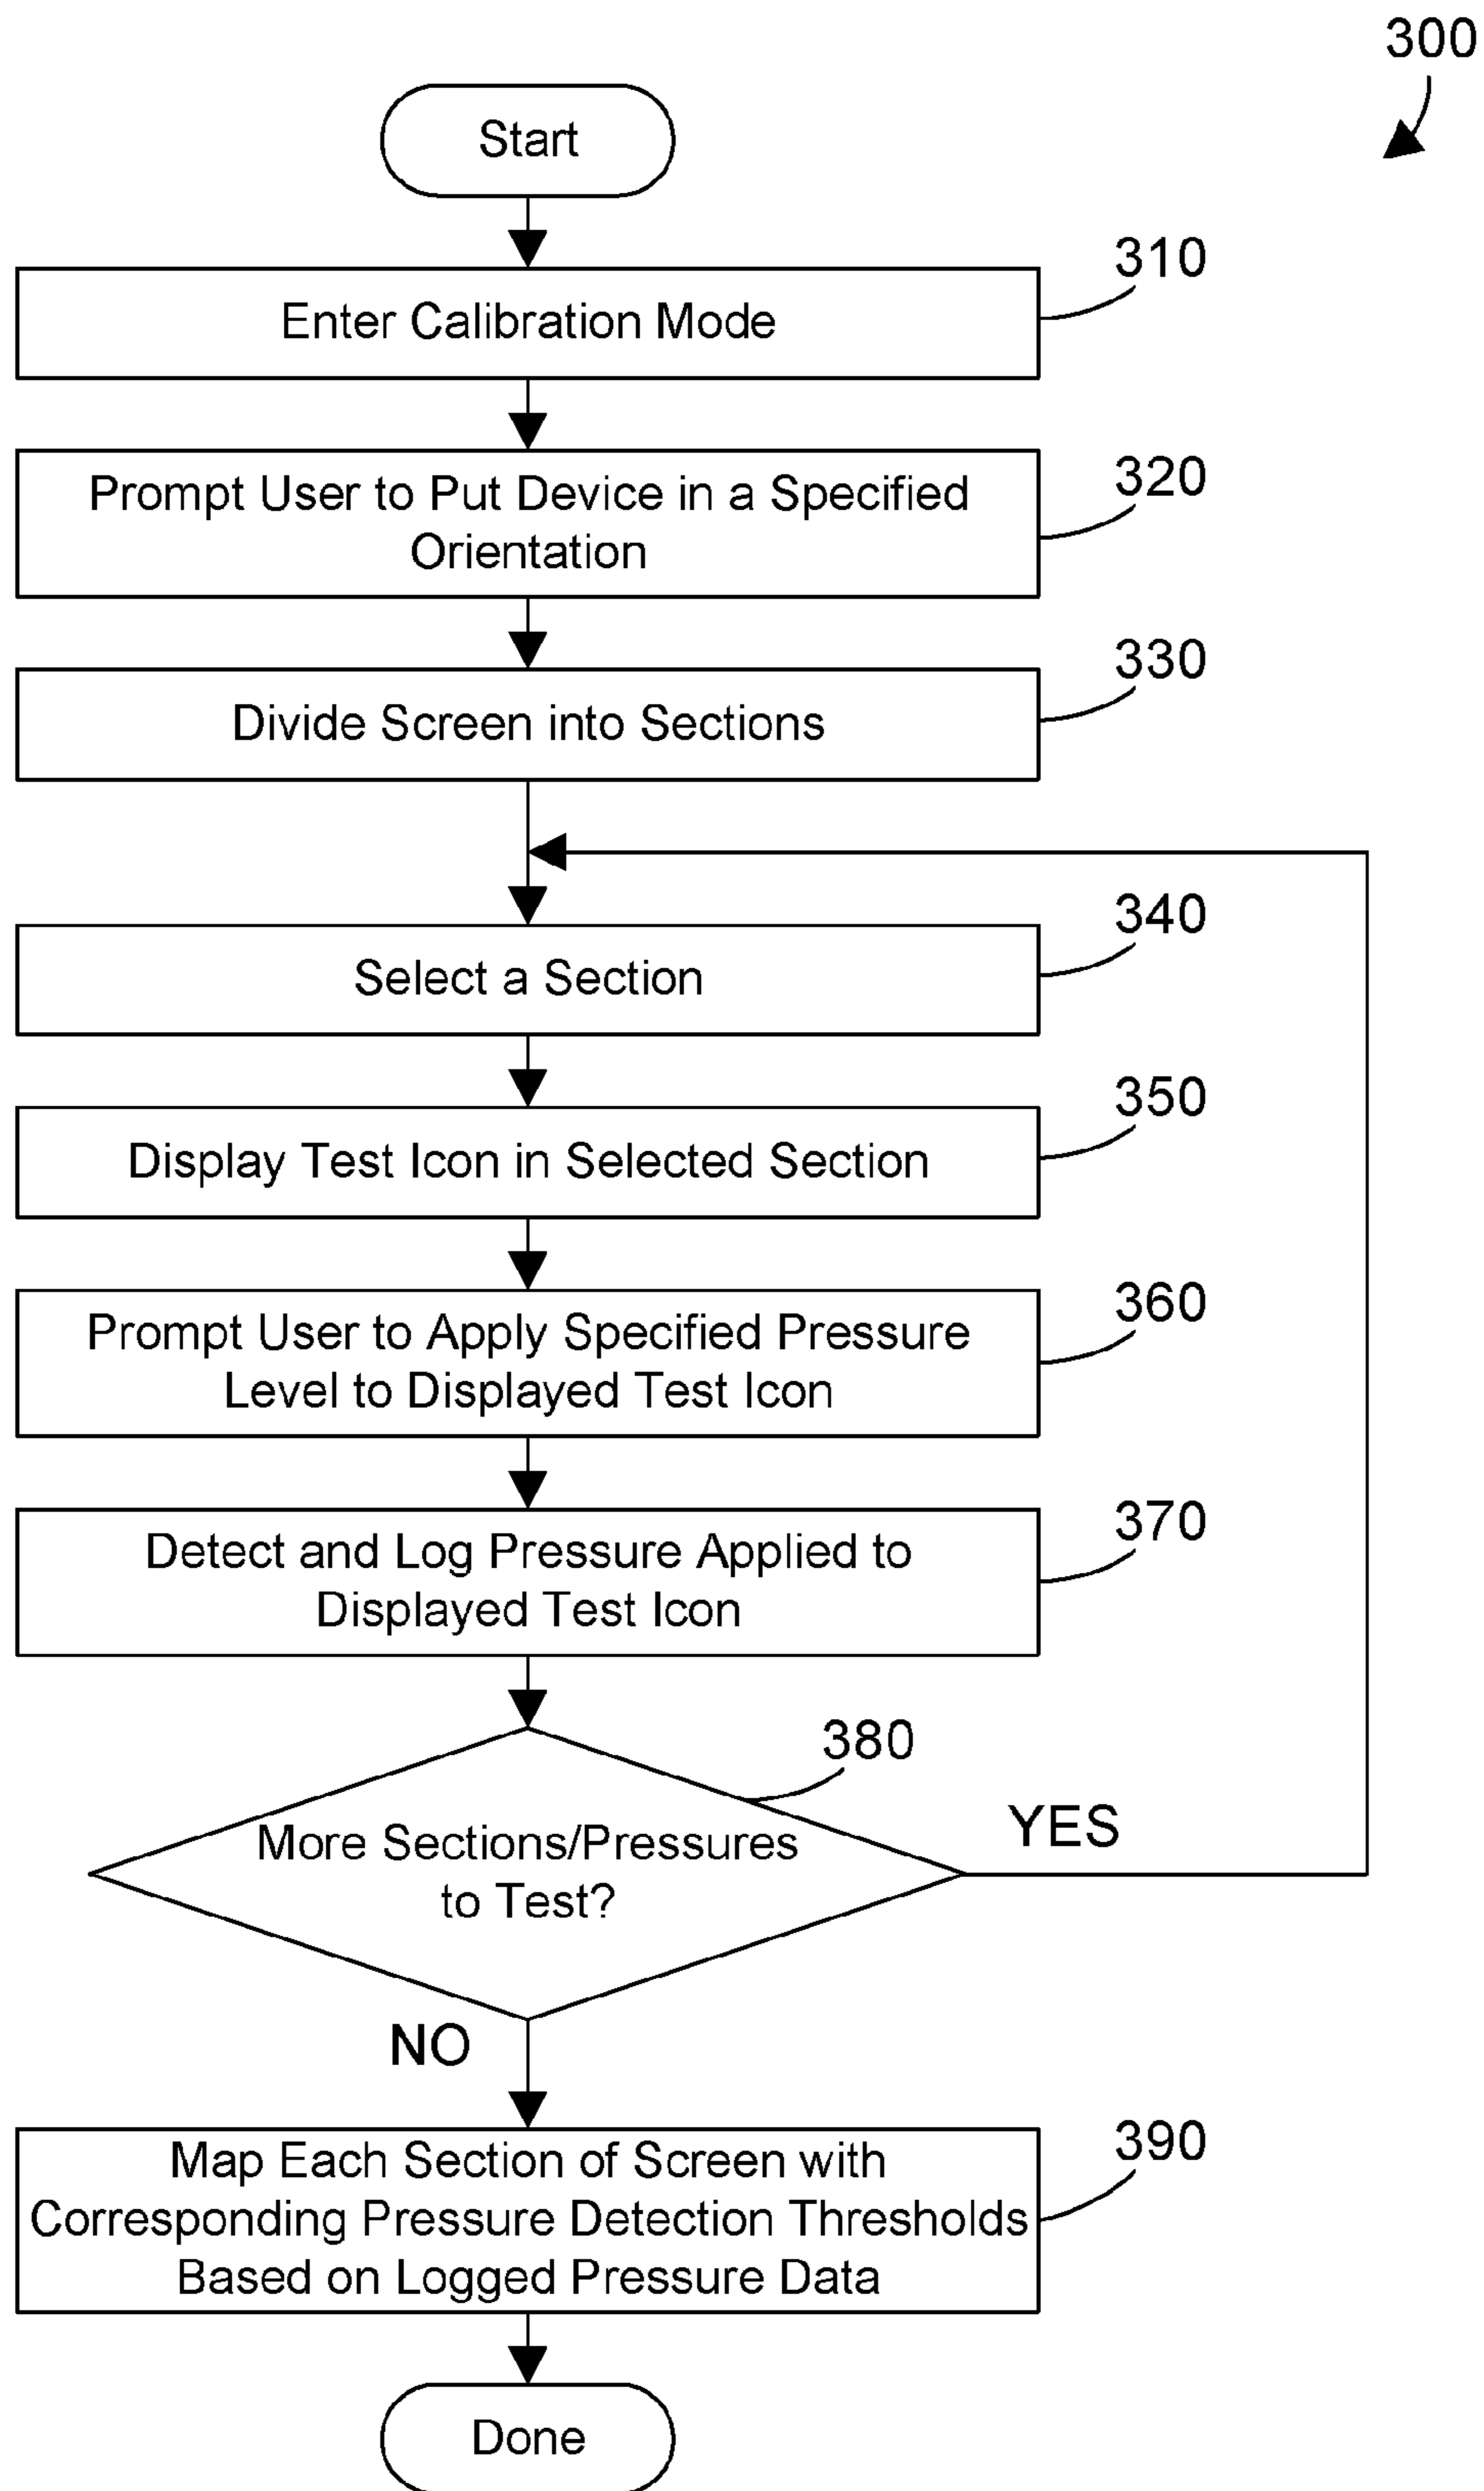 300
Start
310
Enter Calibration Mode
320
Prompt User to Put Device in a Specified
Orientation
330
Divide Screen into Sections
340
Select a Section
350
Display Test Icon in Selected Section
360
Prompt User to Apply Specified Pressure
Level to Displayed Test Icon
370
Detect and Log Pressure Applied to
Displayed Test Icon
380
More Sections/Pressures
to Test?
YES
NO
390
Map Each Section of Screen with
Corresponding Pressure Detection Thresholds
Based on Logged Pressure Data
Done